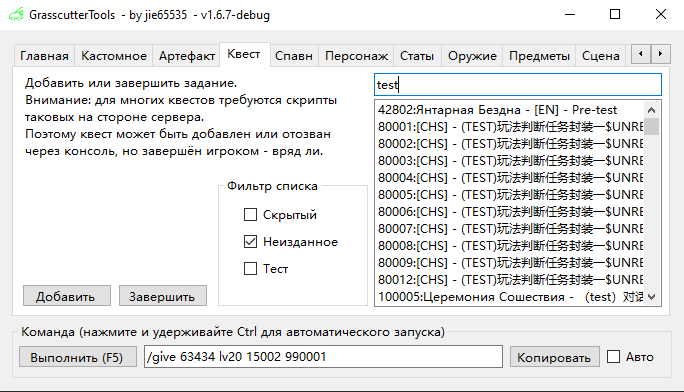 GrasscutterTools - by jie65535 - v1.6.7-debug
Главная Кастомное Артефакт Квест Спавн Персонаж Статы Оружие Предметы Сцена
Добавить или завершить задание.
Внимание: для многих квестов требуются скрипты
таковых на стороне сервера.
Поэтому квест может быть добавлен или отозван
через консоль, но завершён игроком - вряд ли.
Фильтр списка
Скрытый
Неизданное
Тест
Добавить
Завершить
test
42802:Янтарная Бездна - [EN] - Pre-test
80001:[CHS] - (TEST)玩法判断任务封装一$UNRE
80002:[CHS] - (TEST)玩法判断任务封装一$UNRE
80003:[CHS] - (TEST)玩法判断任务封装一$UNRE
80004:[CHS] - (TEST)玩法判断任务封装一$UNRE
80005:[CHS] - (TEST)玩法判断任务封装一$UNRE
80006:[CHS] - (TEST)玩法判断任务封装一$UNRE
80007:[CHS] - (TEST)玩法判断任务封装一$UNRE
80008:[CHS] - (TEST)玩法判断任务封装一$UNRE
80009:[CHS] - (TEST)玩法判断任务封装一$UNRE
80012:[CHS] - (TEST)玩法判断任务封装一$UNRE
100005:Церемония Сошествия - （test）对话
Команда (нажмите и удерживайте Ctrl для автоматического запуска)
Выполнить (F5)
/give 63434 lv20 15002 990001
Копировать
Авто